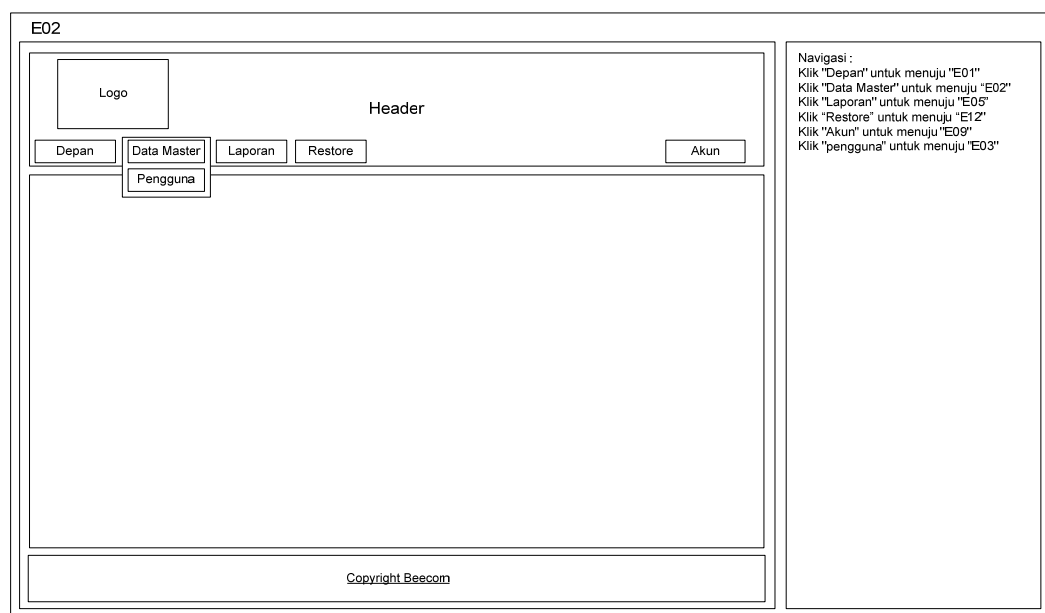 E02
Logo
Header
Depan Data Master Laporan Restore Akun
Pengguna
Copyright Beecom
Navigasi :
Klik "Depan" untuk menuju "E01"
Klik "Data Master" untuk menuju “E02"
Klik "Laporan" untuk menuju "E05”
Klik “Restore” untuk menuju “E12"
Klik "Akun" untuk menuju "E09"
Klik "pengguna" untuk menuju "E03"